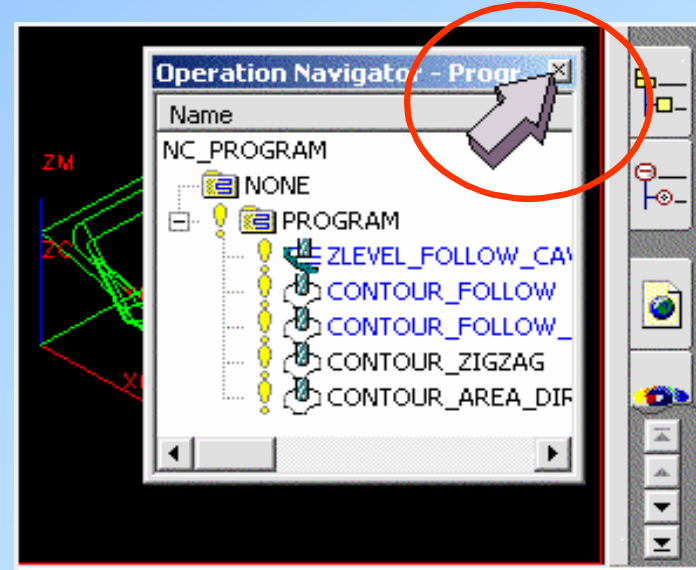 Operation Navigator - Progr
Name
NC_PROGRAM
NONE
PROGRAM
ZLEVEL_FOLLOW_CAV
CONTOUR_FOLLOW
CONTOUR_FOLLOW_
CONTOUR_ZIGZAG
CONTOUR_AREA_DIR
ZM
ZC